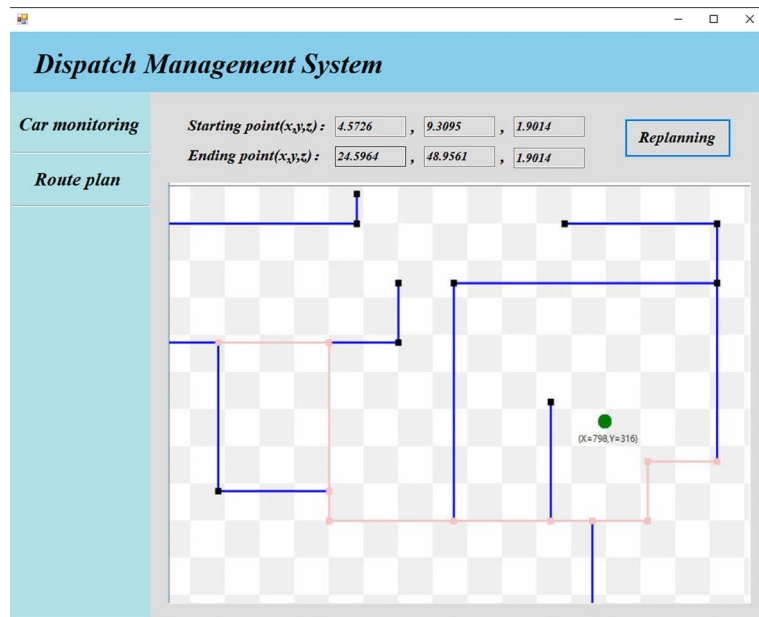 Dispatch Management System
Car monitoring
Route plan
Starting point(x,y,z) : 4.5726 , 9.3095 , 1.9014
Ending point(x,y,z) : 24.5964 , 48.9561 , 1.9014
Replanning
{X=798,Y=316}